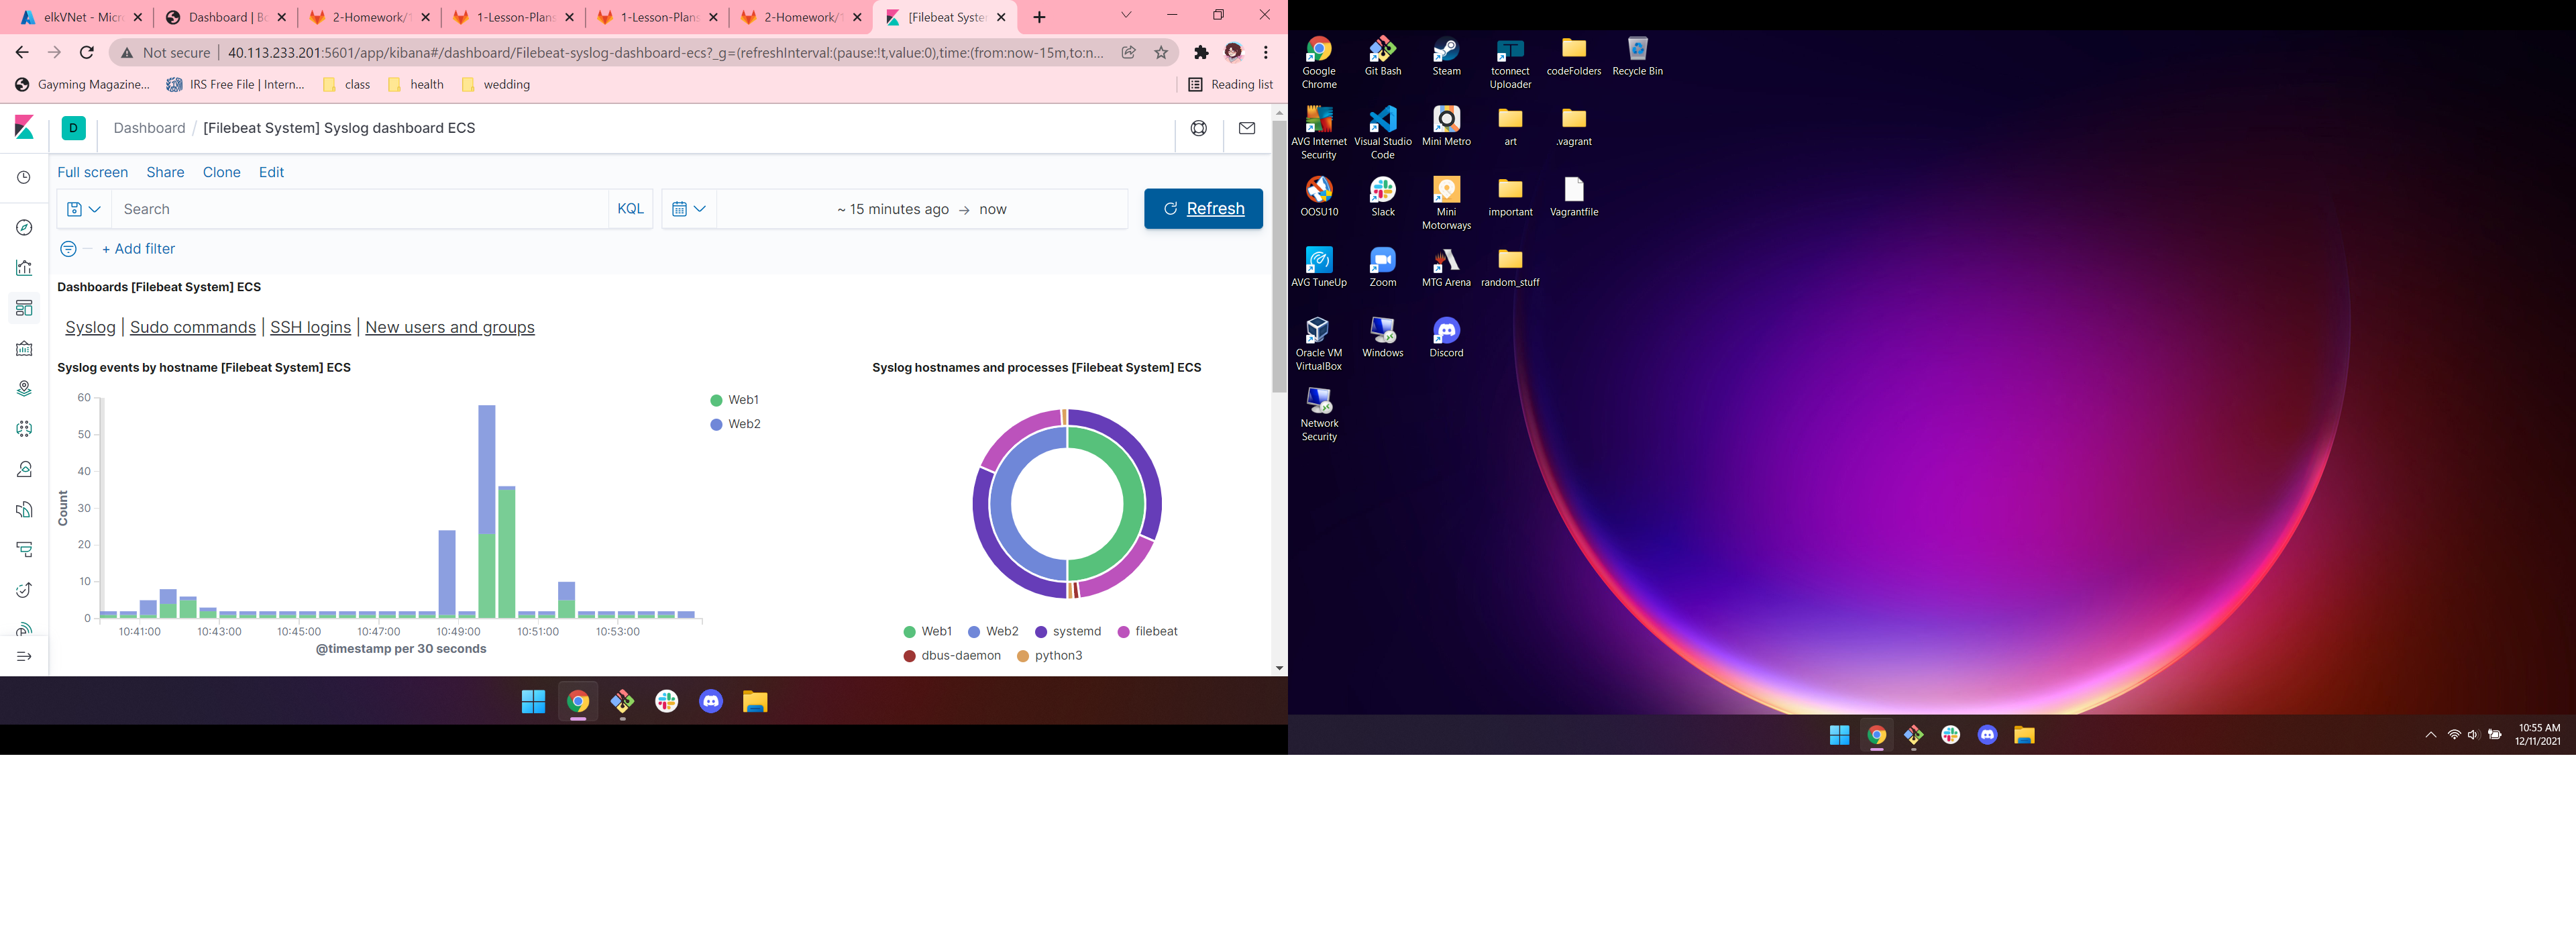 elkVNet - Micr
Dashboard | Bo
2-Homework/1
1-Lesson-Plans
1-Lesson-Plans
2-Homework/1
[Filebeat Syste
Not secure
40.113.233.201:5601/app/kibana#/dashboard/Filebeat-syslog-dashboard-ecs?_g=(refreshInterval:(pause:!t,value:0),time:(from:now-15m,to:n...
Gayming Magazine...
IRS Free File | Intern...
class
health
wedding
Reading list
D
Dashboard / [Filebeat System] Syslog dashboard ECS
Full screen
Share
Clone
Edit
Search
KQL
~ 15 minutes ago → now
Refresh
+ Add filter
Dashboards [Filebeat System] ECS
Syslog | Sudo commands | SSH logins | New users and groups
Syslog events by hostname [Filebeat System] ECS
60
50
40
30
20
10
0
Count
10:41:00
10:43:00
10:45:00
10:47:00
10:49:00
10:51:00
10:53:00
@timestamp per 30 seconds
Web1
Web2
Syslog hostnames and processes [Filebeat System] ECS
Web1
Web2
systemd
filebeat
dbus-daemon
python3
Google
Chrome
Git Bash
Steam
tconnect
Uploader
codeFolders
Recycle Bin
AVG Internet
Security
Visual Studio
Code
Mini Metro
art
.vagrant
OOSU10
Slack
Mini
Motorways
important
Vagrantfile
AVG TuneUp
Zoom
MTG Arena
random_stuff
Oracle VM
VirtualBox
Windows
Discord
Network
Security
10:55 AM
12/11/2021